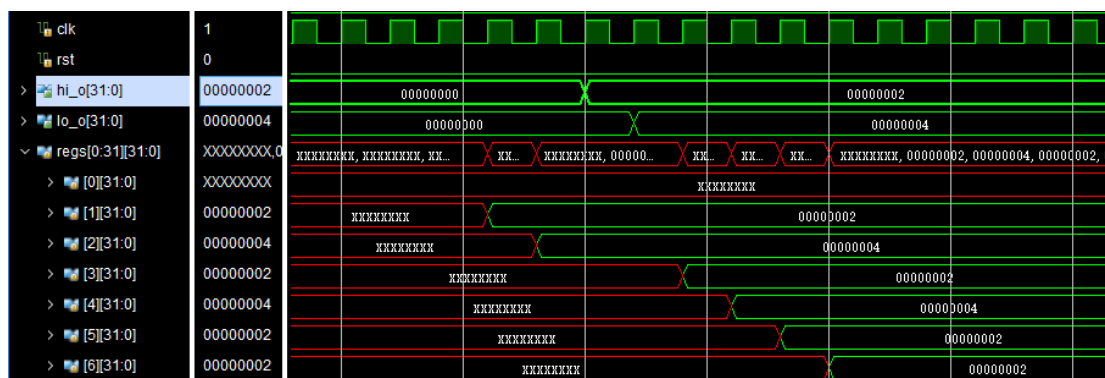 clk 1
rst 0
hi_o[31:0] 00000002 00000000 00000002
lo_o[31:0] 00000004 00000000 00000004
regs[0:31][31:0] XXXXXXXX,0 XXXXXXXX, XXXXXXXX, XX... XX... XXXXXXXX, 00000... XX... XX... XX... XXXXXXXX, 00000002, 00000004, 00000002,
[0][31:0] XXXXXXXX XXXXXXXX
[1][31:0] 00000002 XXXXXXXX 00000002
[2][31:0] 00000004 XXXXXXXX 00000004
[3][31:0] 00000002 XXXXXXXX 00000002
[4][31:0] 00000004 XXXXXXXX 00000004
[5][31:0] 00000002 XXXXXXXX 00000002
[6][31:0] 00000002 XXXXXXXX 00000002